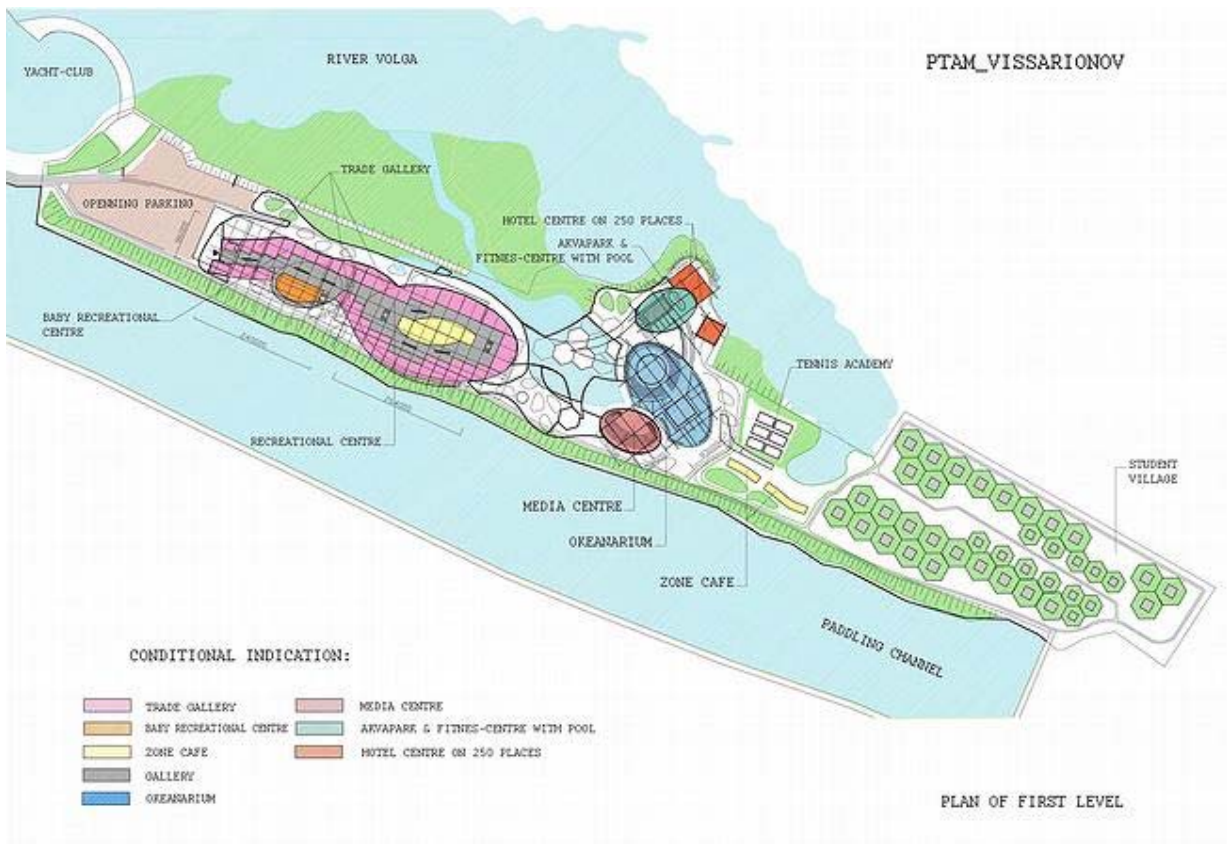 YACHT-CLUB
RIVER VOLGA
PTAM_VISSARIONOV
TRADE GALLERY
OPENNING PARKING
HOTEL CENTRE ON 250 PLACES
AKVAPARK &
FITNES-CENTRE WITH POOL
BABY RECREATIONAL
CENTRE
TENNIS ACADEMY
RECREATIONAL CENTRE
STUDENT
VILLAGE
MEDIA CENTRE
OKEANARIUM
ZONE CAFE
PADDLING CHANNEL
CONDITIONAL INDICATION:
TRADE GALLERY
BABY RECREATIONAL CENTRE
ZONE CAFE
GALLERY
OKEANARIUM
MEDIA CENTRE
AKVAPARK & FITNES-CENTRE WITH POOL
HOTEL CENTRE ON 250 PLACES
PLAN OF FIRST LEVEL